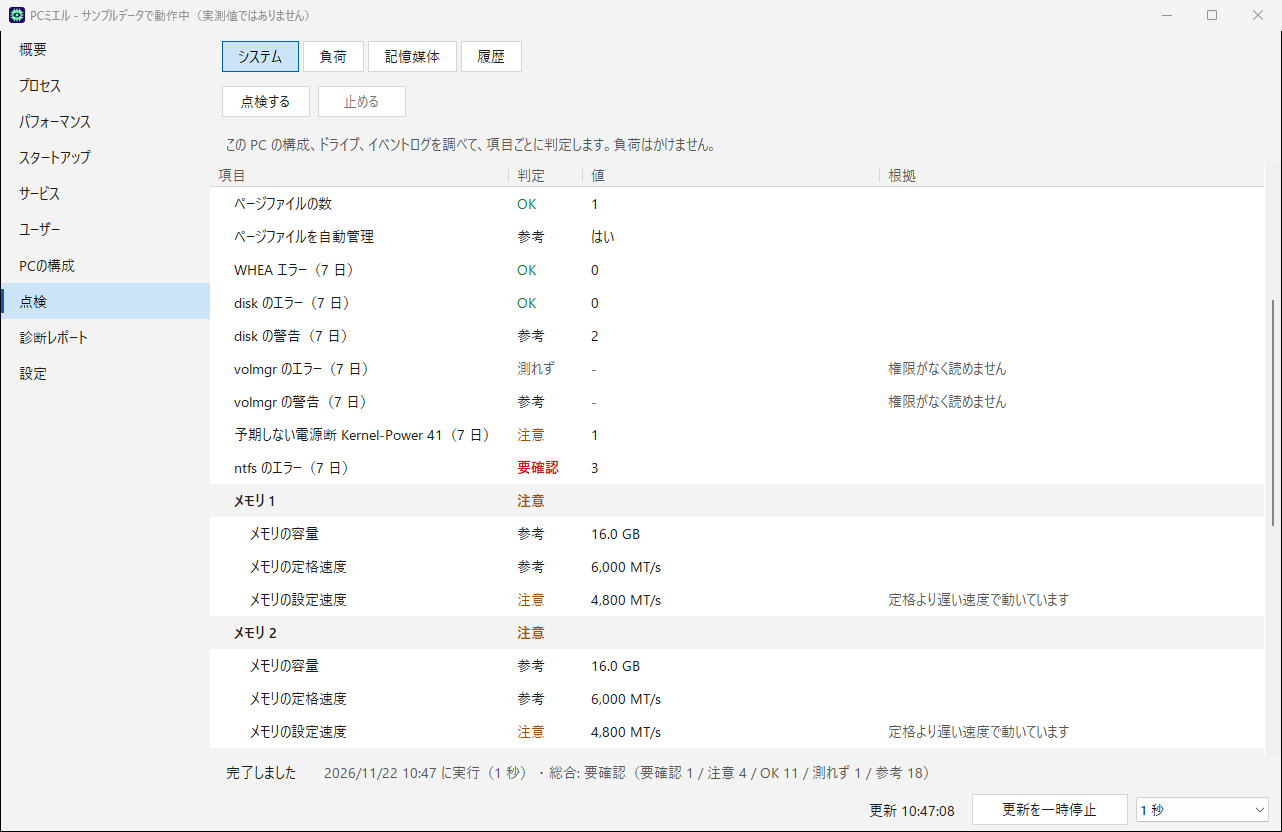 PCミエル - サンプルデータで動作中（実測値ではありません）
概要
プロセス
パフォーマンス
スタートアップ
サービス
ユーザー
PCの構成
点検
診断レポート
設定
システム 負荷 記憶媒体 履歴
点検する 止める
この PC の構成、ドライブ、イベントログを調べて、項目ごとに判定します。負荷はかけません。
項目 判定 値 根拠
ページファイルの数 OK 1
ページファイルを自動管理 参考 はい
WHEA エラー（7 日） OK 0
disk のエラー（7 日） OK 0
disk の警告（7 日） 参考 2
volmgr のエラー（7 日） 測れず - 権限がなく読めません
volmgr の警告（7 日） 参考 - 権限がなく読めません
予期しない電源断 Kernel-Power 41（7 日） 注意 1
ntfs のエラー（7 日） 要確認 3
メモリ 1 注意
メモリの容量 参考 16.0 GB
メモリの定格速度 参考 6,000 MT/s
メモリの設定速度 注意 4,800 MT/s 定格より遅い速度で動いています
メモリ 2 注意
メモリの容量 参考 16.0 GB
メモリの定格速度 参考 6,000 MT/s
メモリの設定速度 注意 4,800 MT/s 定格より遅い速度で動いています
完了しました 2026/11/22 10:47 に実行（1 秒）・総合: 要確認（要確認 1 / 注意 4 / OK 11 / 測れず 1 / 参考 18）
更新 10:47:08 更新を一時停止 1 秒